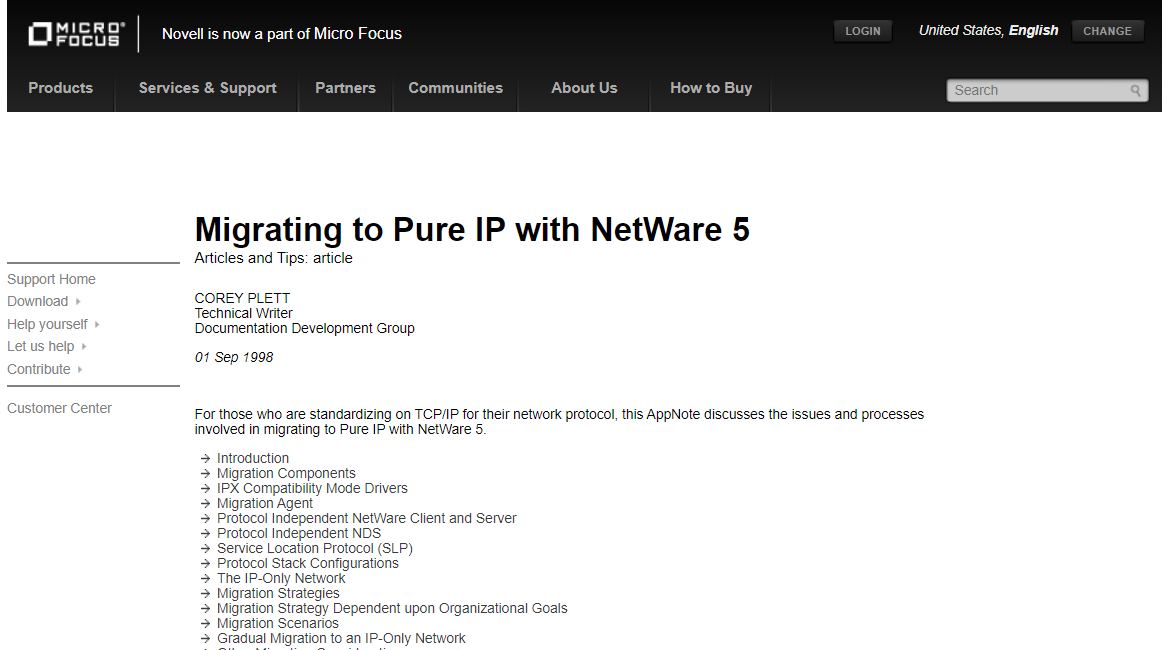 MICRO FOCUS
Novell is now a part of Micro Focus
LOGIN
United States, English
CHANGE
Products
Services & Support
Partners
Communities
About Us
How to Buy
Search
Migrating to Pure IP with NetWare 5
Articles and Tips: article
Support Home
Download
Help yourself
Let us help
Contribute
Customer Center
COREY PLETT
Technical Writer
Documentation Development Group
01 Sep 1998
For those who are standardizing on TCP/IP for their network protocol, this AppNote discusses the issues and processes
involved in migrating to Pure IP with NetWare 5.
Introduction
Migration Components
IPX Compatibility Mode Drivers
Migration Agent
Protocol Independent NetWare Client and Server
Protocol Independent NDS
Service Location Protocol (SLP)
Protocol Stack Configurations
The IP-Only Network
Migration Strategies
Migration Strategy Dependent upon Organizational Goals
Migration Scenarios
Gradual Migration to an IP-Only Network